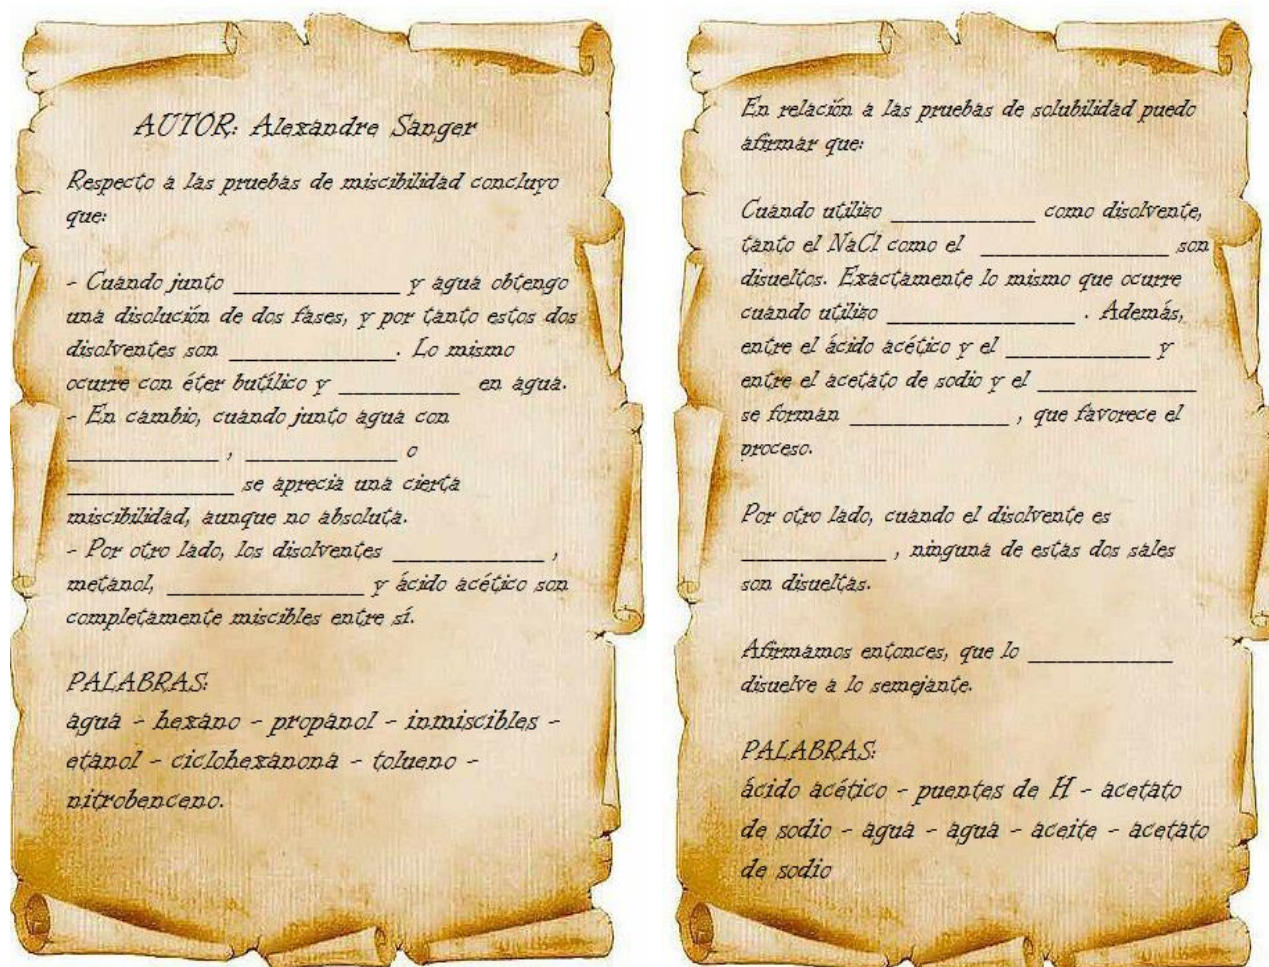 AUTOR: Alexandre Sanger
Respecto a las pruebas de miscibilidad concluyo
que:
- Cuando junto ______________ y agua obtengo
una disolución de dos fases, y por tanto estos dos
disolventes son ______________. Lo mismo
ocurre con éter butílico y __________ en agua.
- En cambio, cuando junto agua con
_____________ , _____________ o
______________ se aprecia una cierta
miscibilidad, aunque no absoluta.
- Por otro lado, los disolventes _____________ ,
metanol, _________________ y ácido acético son
completamente miscibles entre sí.
PALABRAS:
agua - hexano - propanol - inmiscibles -
etanol - ciclohexanona - tolueno -
nitrobenceno.
En relación a las pruebas de solubilidad puedo
afirmar que:
Cuando utilizo ____________ como disolvente,
tanto el NaCl como el ________________ son
disueltos. Exactamente lo mismo que ocurre
cuando utilizo ________________ . Además,
entre el ácido acético y el ____________ y
entre el acetato de sodio y el _____________
se forman _____________ , que favorece el
proceso.
Por otro lado, cuando el disolvente es
____________ , ninguna de estas dos sales
son disueltas.
Afirmamos entonces, que lo ____________
disuelve a lo semejante.
PALABRAS:
ácido acético - puentes de H - acetato
de sodio - agua - agua - aceite - acetato
de sodio